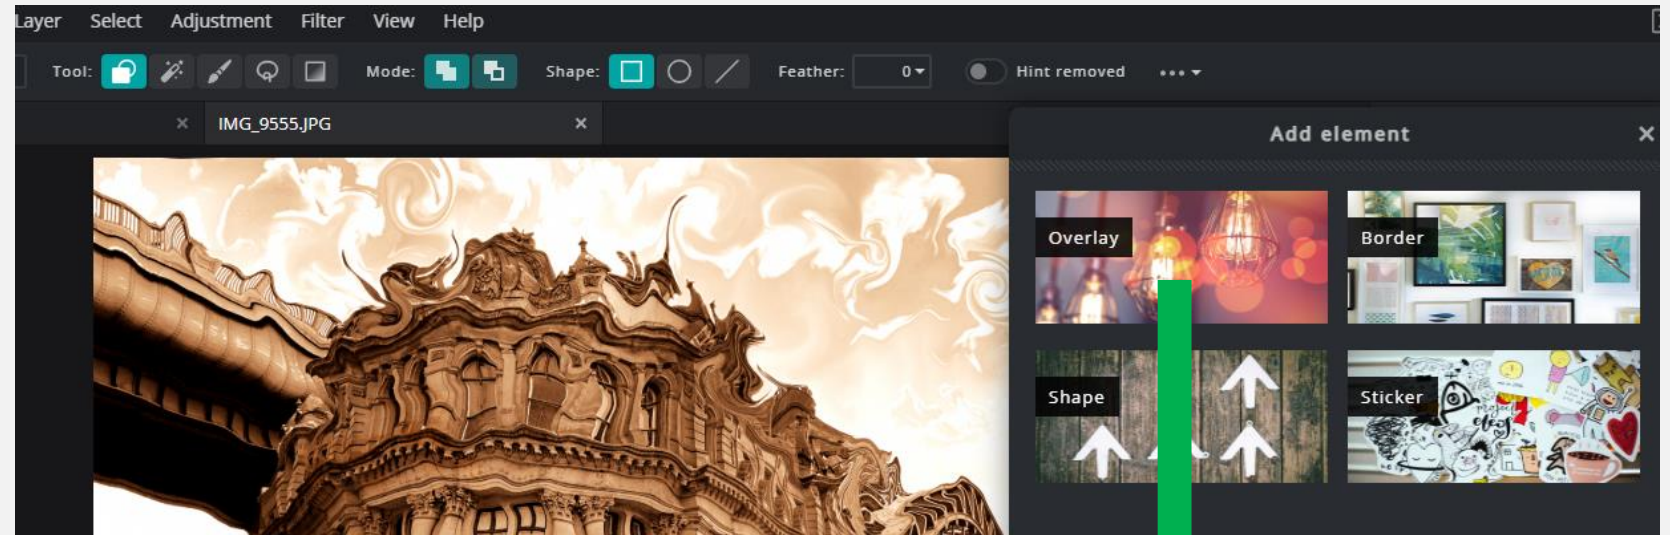 Layer Select Adjustment Filter View Help
Tool: Mode: Shape: Feather: 0 Hint removed
IMG_9555.JPG
Add element
Overlay Border
Shape Sticker